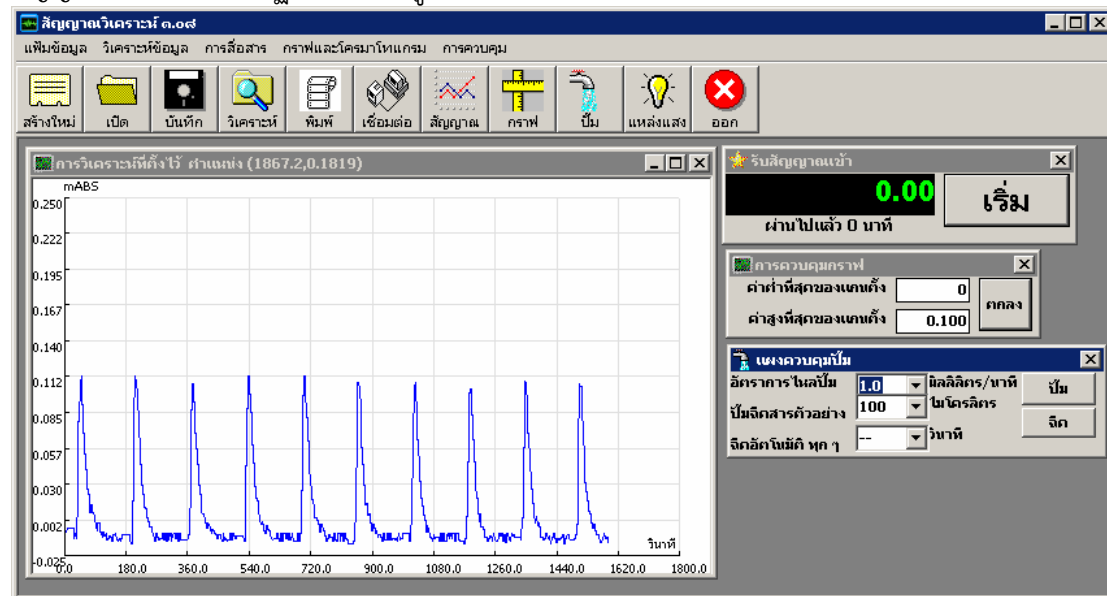 สัญญาณวิเคราะห์ ๓.๐๘
แฟ้มข้อมูล วิเคราะห์ข้อมูล การสื่อสาร กราฟและโครมาโทแกรม การควบคุม
สร้างใหม่ เปิด บันทึก วิเคราะห์ พิมพ์ เชื่อมต่อ สัญญาณ กราฟ ปั๊ม แหล่งแสง ออก
การวิเคราะห์ที่ตั้งไว้ ตำแหน่ง (1867.2,0.1819)
mABS
0.250
0.222
0.195
0.167
0.140
0.112
0.085
0.057
0.030
0.002
-0.025
วินาที
0.0 180.0 360.0 540.0 720.0 900.0 1080.0 1260.0 1440.0 1620.0 1800.0
รับสัญญาณเข้า
0.00
เริ่ม
ผ่านไปแล้ว 0 นาที
การควบคุมกราฟ
ค่าต่ำที่สุดของแกนตั้ง 0
ค่าสูงที่สุดของแกนตั้ง 0.100
ตกลง
แผงควบคุมปั๊ม
อัตราการไหลปั๊ม 1.0 มิลลิลิตร/นาที ปั๊ม
ปั๊มฉีดสารตัวอย่าง 100 ไมโครลิตร
ฉีดอัตโนมัติ ทุก ๆ -- วินาที ฉีด